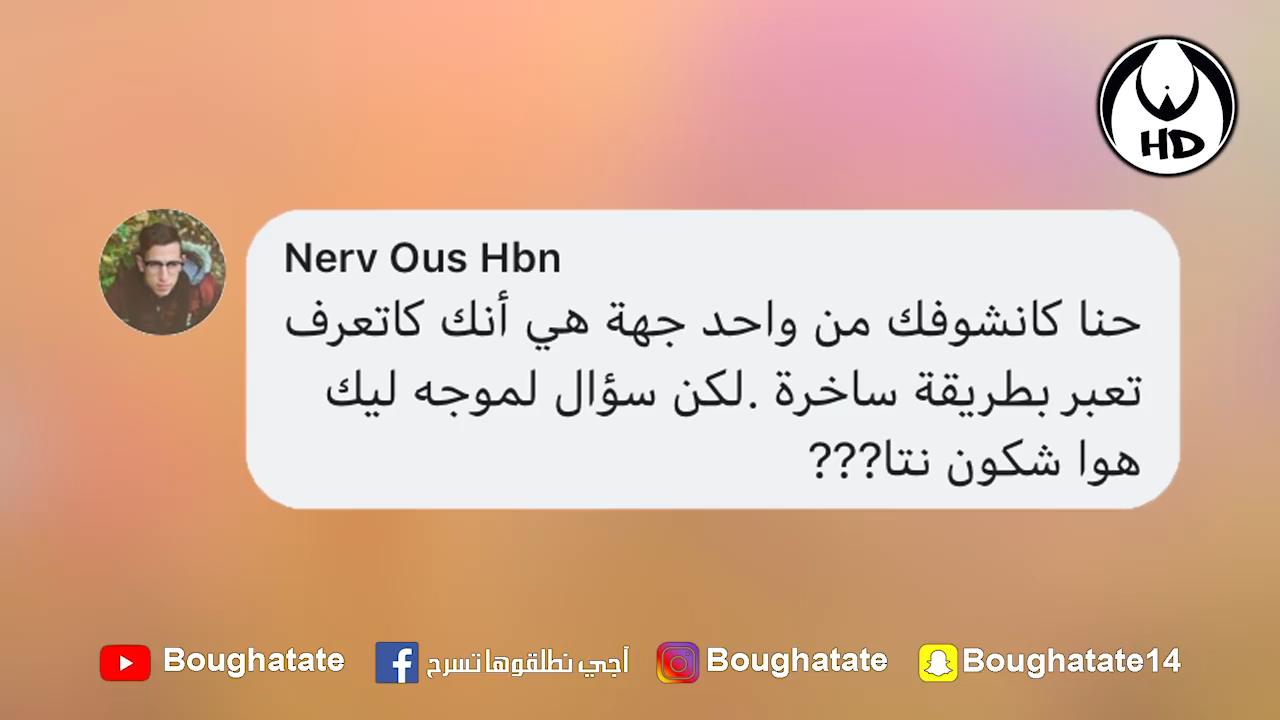 HD
Nerv Ous Hbn
حنا كانشوفك من واحد جهة هي أنك كاتعرف
تعبر بطريقة ساخرة .لكن سؤال لموجه ليك
هوا شكون نتا???
Boughatate
أجي نطلقوها تسرح
Boughatate
Boughatate14